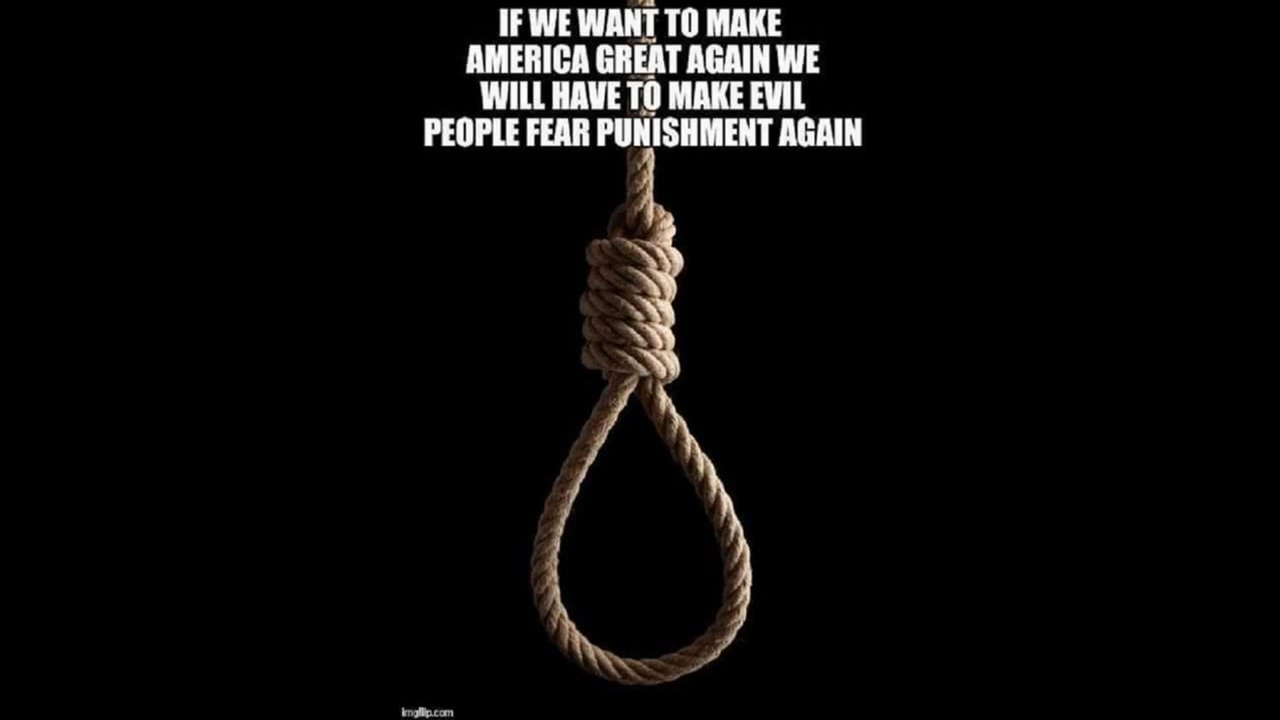 IF WE WANT TO MAKE
AMERICA GREAT AGAIN WE
WILL HAVE TO MAKE EVIL
PEOPLE FEAR PUNISHMENT AGAIN
imgflip.com